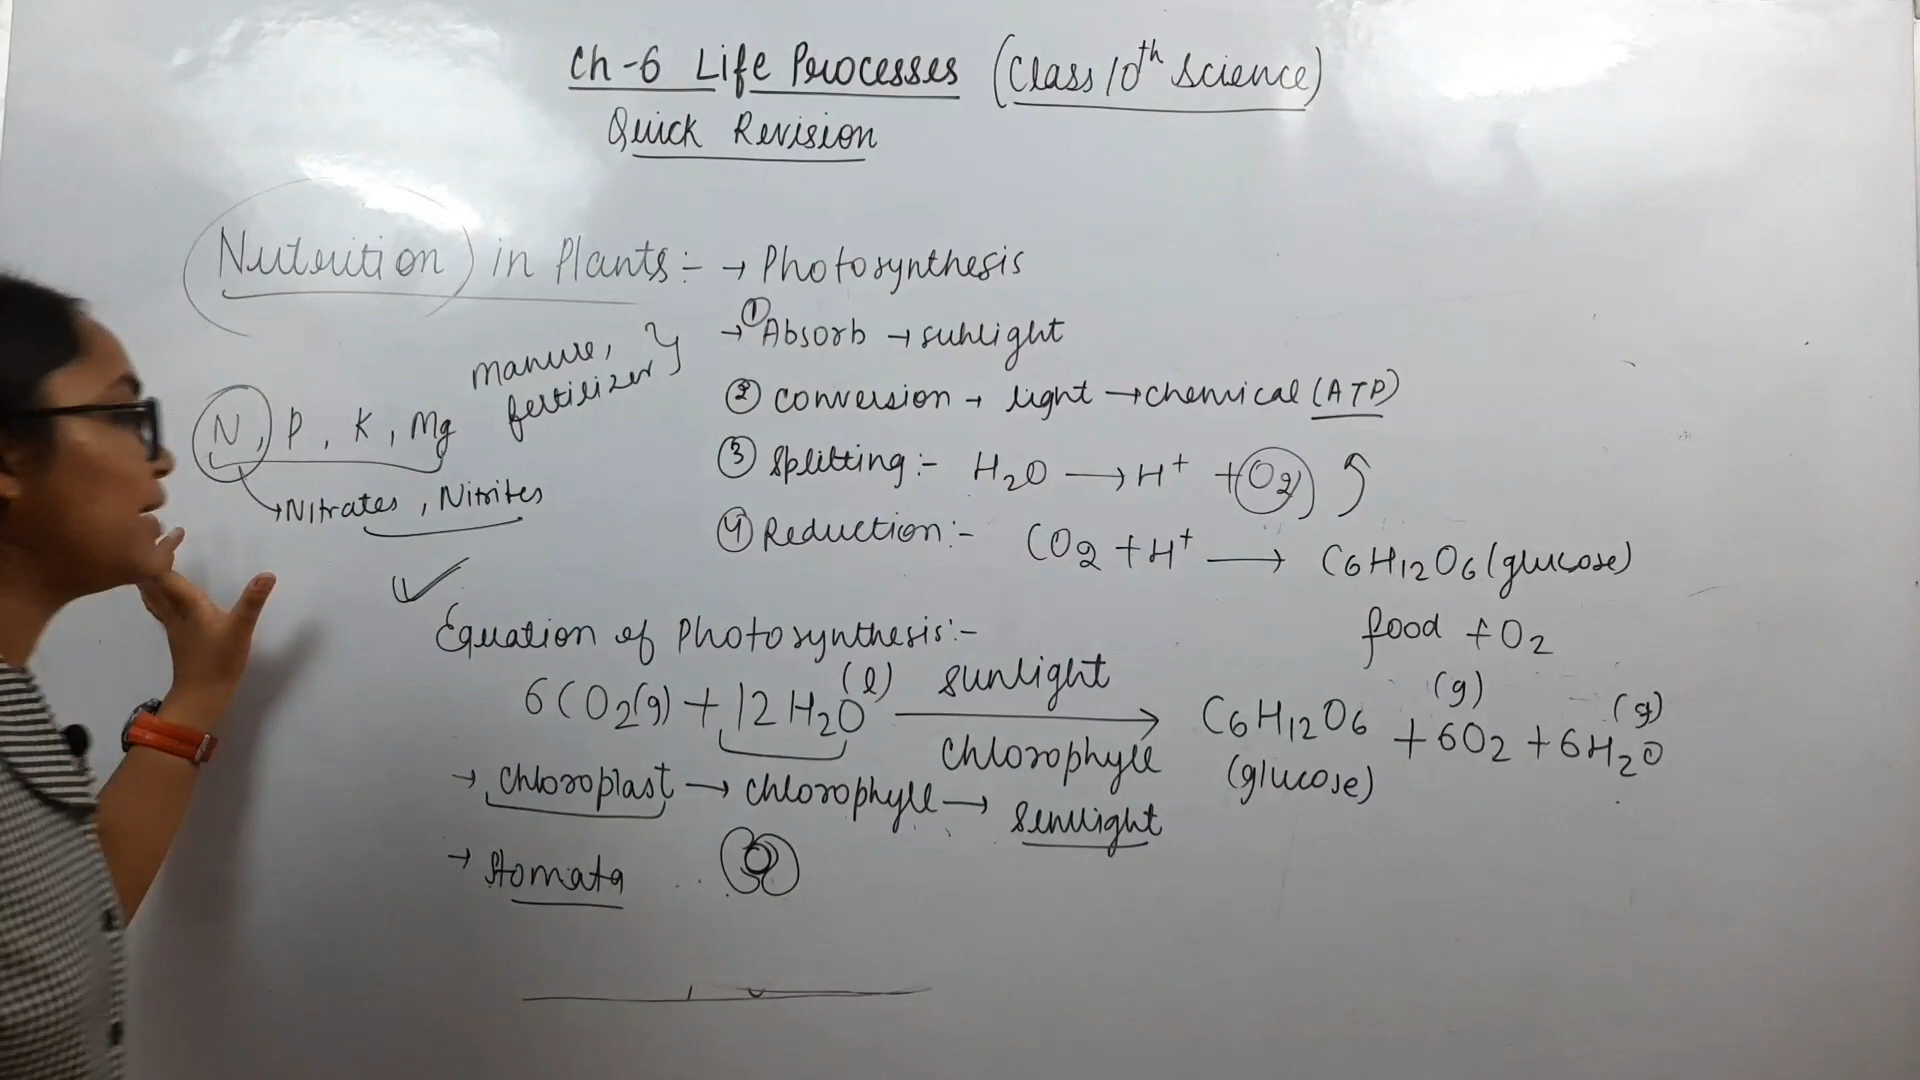 Ch-6 Life Processes (Class 10th Science)
Quick Revision
Nutrition in Plants:- → Photosynthesis
→ ① Absorb → sunlight
manure,
fertilizer }
② Conversion → light → chemical (ATP)
N, P, K, Mg
③ Splitting:- H2O → H+ + O2
→ Nitrates, Nitrites
④ Reduction:- CO2 + H+ → C6H12O6 (glucose)
food + O2
Equation of Photosynthesis:-
6CO2(g) + 12H2O (l) sunlight → chlorophyll C6H12O6 (glucose) + 6O2 (g) + 6H2O (g)
→ Chloroplast → chlorophyll → sunlight
→ Stomata